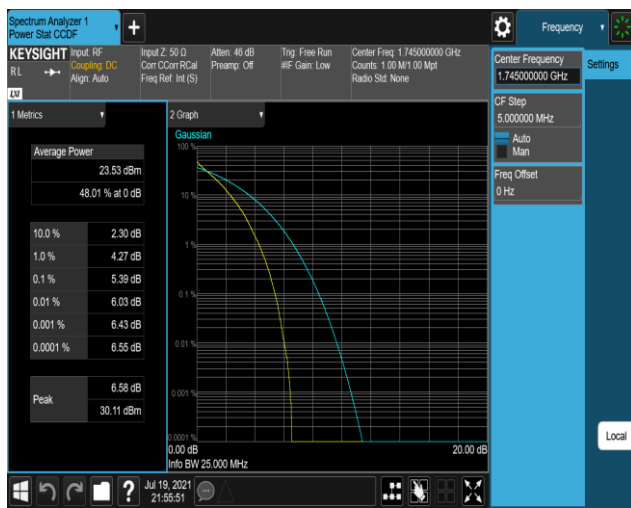 Spectrum Analyzer 1
Power Stat CCDF
+
Frequency
KEYSIGHT
RL
LXI
Input: RF
Coupling: DC
Align: Auto
Input Z: 50 Ω
Corr CCorr RCal
Freq Ref: Int (S)
Atten: 46 dB
Preamp: Off
Trig: Free Run
#IF Gain: Low
Center Freq: 1.745000000 GHz
Counts: 1.00 M/1.00 Mpt
Radio Std: None
Center Frequency
1.745000000 GHz
Settings
CF Step
5.000000 MHz
Auto
Man
Freq Offset
0 Hz
Local
1 Metrics
Average Power
23.53 dBm
48.01 % at 0 dB
10.0 % 2.30 dB
1.0 % 4.27 dB
0.1 % 5.39 dB
0.01 % 6.03 dB
0.001 % 6.43 dB
0.0001 % 6.55 dB
Peak
6.58 dB
30.11 dBm
2 Graph
Gaussian
100 %
10 %
1 %
0.1 %
0.01 %
0.001 %
0.0001 %
0.00 dB 20.00 dB
Info BW 25.000 MHz
?
Jul 19, 2021
21:55:51